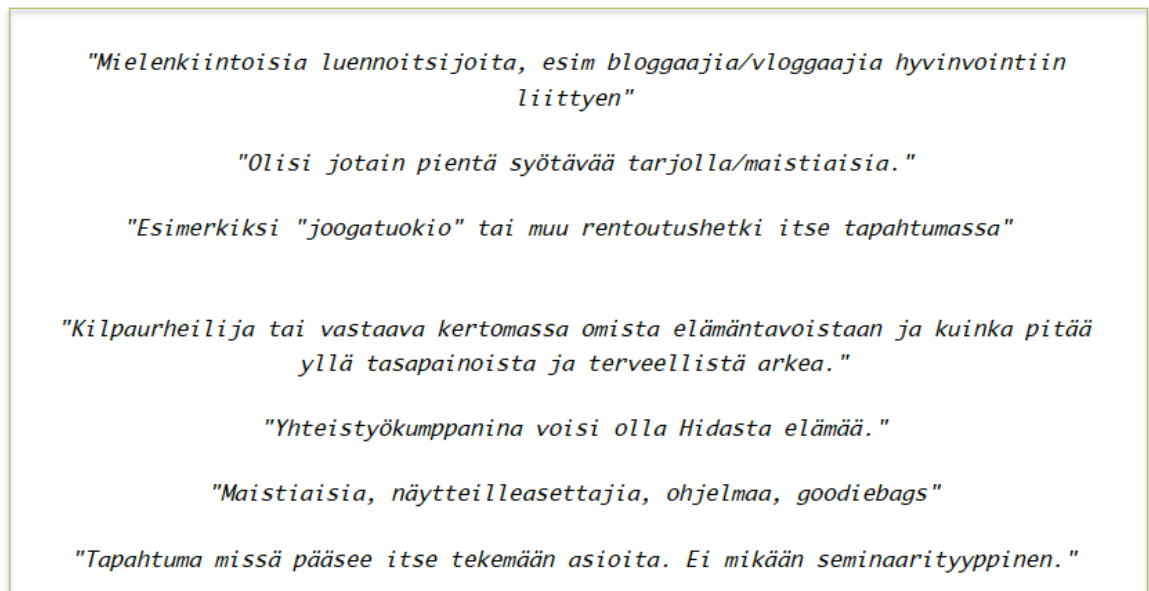 "Mielenkiintoisia luennoitsijoita, esim bloggaajia/vloggaajia hyvinvointiin
liittyen"
"Olisi jotain pientä syötävää tarjolla/maistiaisia."
"Esimerkiksi "joogatuokio" tai muu rentoutushetki itse tapahtumassa"
"Kilpaurheilija tai vastaava kertomassa omista elämäntavoistaan ja kuinka pitää
yllä tasapainoista ja terveellistä arkea."
"Yhteistyökumppanina voisi olla Hidasta elämää."
"Maistiaisia, näytteilleasettajia, ohjelmaa, goodiebags"
"Tapahtuma missä pääsee itse tekemään asioita. Ei mikään seminaarityyppinen."